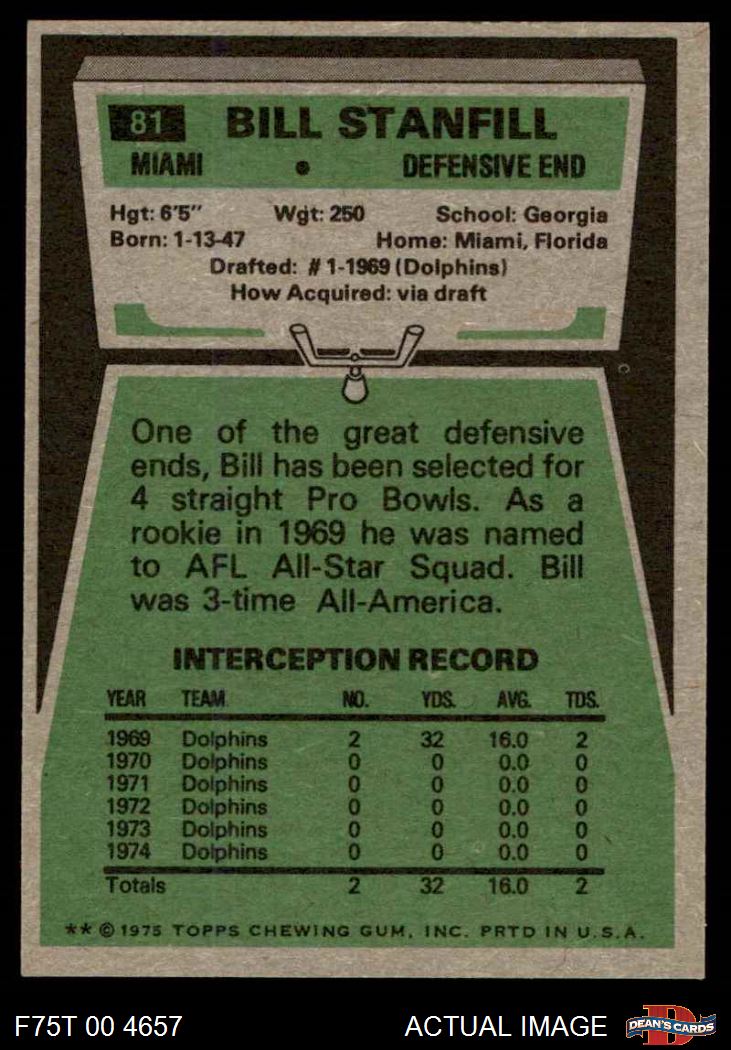 81 BILL STANFILL
MIAMI • DEFENSIVE END
Hgt: 6'5" Wgt: 250 School: Georgia
Born: 1-13-47 Home: Miami, Florida
Drafted: #1-1969 (Dolphins)
How Acquired: via draft
One of the great defensive
ends, Bill has been selected for
4 straight Pro Bowls. As a
rookie in 1969 he was named
to AFL All-Star Squad. Bill
was 3-time All-America.
INTERCEPTION RECORD
YEAR TEAM NO. YDS. AVG. TDS.
1969 Dolphins 2 32 16.0 2
1970 Dolphins 0 0 0.0 0
1971 Dolphins 0 0 0.0 0
1972 Dolphins 0 0 0.0 0
1973 Dolphins 0 0 0.0 0
1974 Dolphins 0 0 0.0 0
Totals 2 32 16.0 2
** © 1975 TOPPS CHEWING GUM, INC. PRTD IN U.S.A.
F75T 00 4657 ACTUAL IMAGE D DEAN'S CARDS